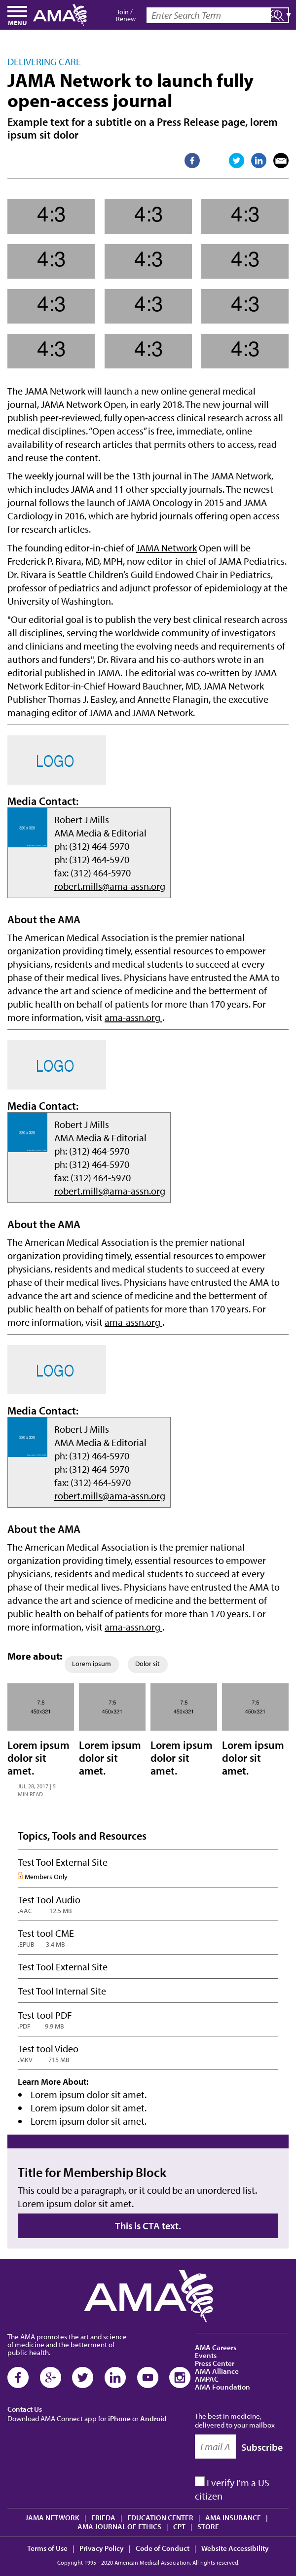 MENU
AMA
Join /
Renew
Enter Search Term
DELIVERING CARE
JAMA Network to launch fully
open-access journal
Example text for a subtitle on a Press Release page, lorem
ipsum sit dolor
4:3 4:3 4:3
4:3 4:3 4:3
4:3 4:3 4:3
4:3 4:3 4:3
The JAMA Network will launch a new online general medical
journal, JAMA Network Open, in early 2018. The new journal will
publish peer-reviewed, fully open access clinical research across all
medical disciplines. “Open access” is free, immediate, online
availability of research articles that permits others to access, read
and reuse the content.
The weekly journal will be the 13th journal in The JAMA Network,
which includes JAMA and 11 other specialty journals. The newest
journal follows the launch of JAMA Oncology in 2015 and JAMA
Cardiology in 2016, which are hybrid journals offering open access
for research articles.
The founding editor-in-chief of JAMA Network Open will be
Frederick P. Rivara, MD, MPH, now editor-in-chief of JAMA Pediatrics.
Dr. Rivara is Seattle Children’s Guild Endowed Chair in Pediatrics,
professor of pediatrics and adjunct professor of epidemiology at the
University of Washington.
"Our editorial goal is to publish the very best clinical research across
all disciplines, serving the worldwide community of investigators
and clinicians and meeting the evolving needs and requirements of
authors and funders", Dr. Rivara and his co-authors wrote in an
editorial published in JAMA. The editorial was co-written by JAMA
Network Editor-in-Chief Howard Bauchner, MD, JAMA Network
Publisher Thomas J. Easley, and Annette Flanagin, the executive
managing editor of JAMA and JAMA Network.
LOGO
Media Contact:
Robert J Mills
AMA Media & Editorial
ph: (312) 464-5970
ph: (312) 464-5970
fax: (312) 464-5970
robert.mills@ama-assn.org
About the AMA
The American Medical Association is the premier national
organization providing timely, essential resources to empower
physicians, residents and medical students to succeed at every
phase of their medical lives. Physicians have entrusted the AMA to
advance the art and science of medicine and the betterment of
public health on behalf of patients for more than 170 years. For
more information, visit ama-assn.org .
LOGO
Media Contact:
Robert J Mills
AMA Media & Editorial
ph: (312) 464-5970
ph: (312) 464-5970
fax: (312) 464-5970
robert.mills@ama-assn.org
About the AMA
The American Medical Association is the premier national
organization providing timely, essential resources to empower
physicians, residents and medical students to succeed at every
phase of their medical lives. Physicians have entrusted the AMA to
advance the art and science of medicine and the betterment of
public health on behalf of patients for more than 170 years. For
more information, visit ama-assn.org .
LOGO
Media Contact:
Robert J Mills
AMA Media & Editorial
ph: (312) 464-5970
ph: (312) 464-5970
fax: (312) 464-5970
robert.mills@ama-assn.org
About the AMA
The American Medical Association is the premier national
organization providing timely, essential resources to empower
physicians, residents and medical students to succeed at every
phase of their medical lives. Physicians have entrusted the AMA to
advance the art and science of medicine and the betterment of
public health on behalf of patients for more than 170 years. For
more information, visit ama-assn.org .
More about: Lorem ipsum Dolor sit
7:5 7:5 7:5 7:5
450x321 450x321 450x321 450x321
Lorem ipsum Lorem ipsum Lorem ipsum Lorem ipsum
dolor sit dolor sit dolor sit dolor sit
amet. amet. amet. amet.
JUL 28, 2017 | 5
MIN READ
Topics, Tools and Resources
Test Tool External Site
Members Only
Test Tool Audio
.AAC 12.5 MB
Test tool CME
.EPUB 3.4 MB
Test Tool External Site
Test Tool Internal Site
Test tool PDF
.PDF 9.9 MB
Test tool Video
.MKV 715 MB
Learn More About:
• Lorem ipsum dolor sit amet.
• Lorem ipsum dolor sit amet.
• Lorem ipsum dolor sit amet.
Title for Membership Block
This could be a paragraph, or it could be an unordered list.
Lorem ipsum dolor sit amet.
This is CTA text.
AMA
The AMA promotes the art and science
of medicine and the betterment of
public health.
Contact Us
Download AMA Connect app for iPhone or Android
AMA Careers
Events
Press Center
AMA Alliance
AMPAC
AMA Foundation
The best in medicine,
delivered to your mailbox
Email A Subscribe
I verify I'm a US
citizen
JAMA NETWORK | FRIEDA | EDUCATION CENTER | AMA INSURANCE |
AMA JOURNAL OF ETHICS | CPT | STORE
Terms of Use | Privacy Policy | Code of Conduct | Website Accessibility
Copyright 1995 - 2020 American Medical Association. All rights reserved.